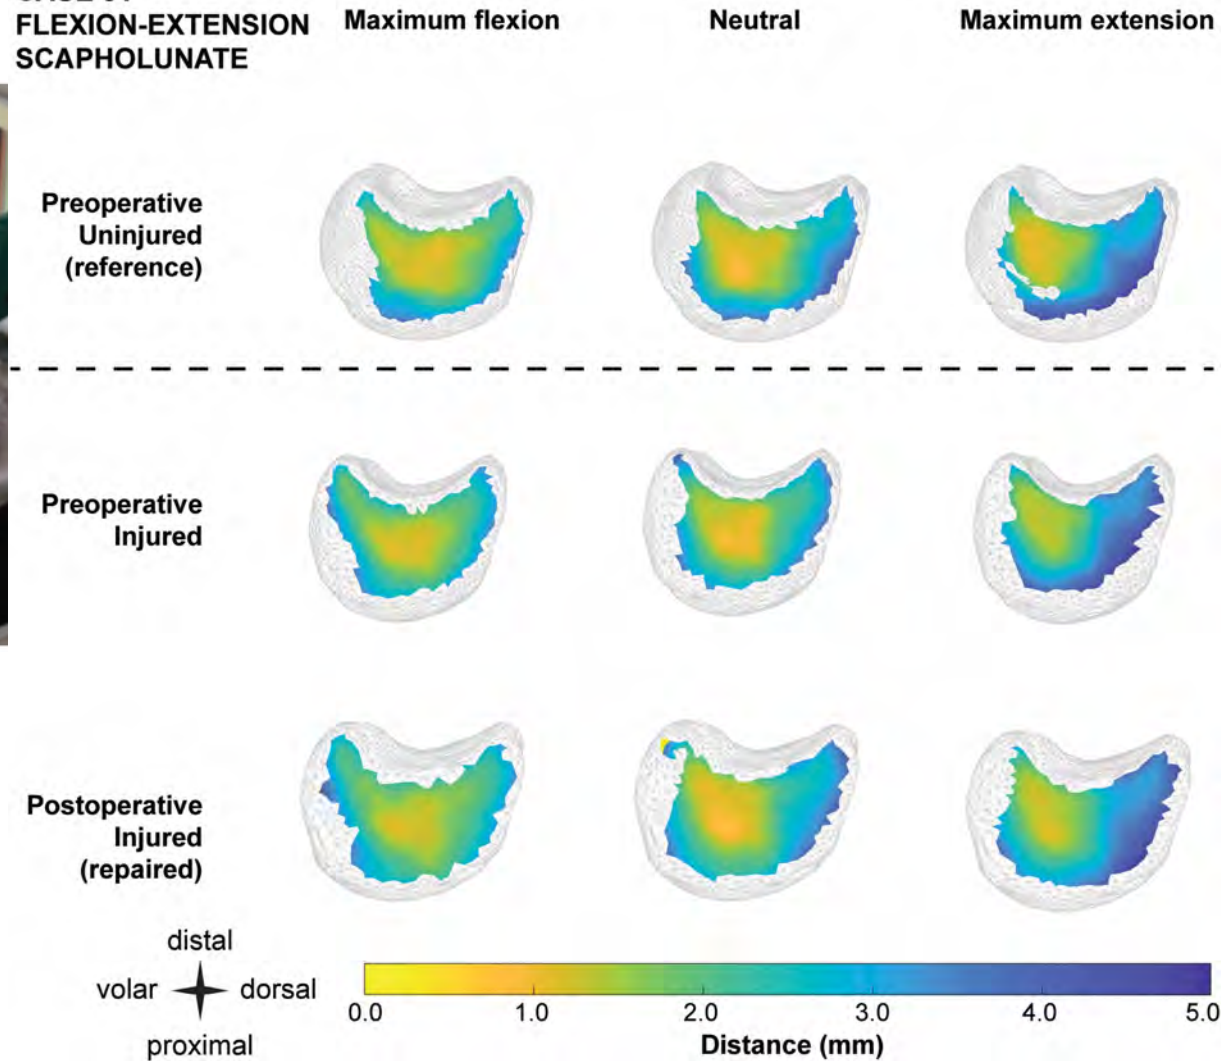 FLEXION-EXTENSION
SCAPHOLUNATE
Maximum flexion
Neutral
Maximum extension
Preoperative
Uninjured
(reference)
Preoperative
Injured
Postoperative
Injured
(repaired)
distal
volar
dorsal
proximal
0.0
1.0
2.0
3.0
4.0
5.0
Distance (mm)